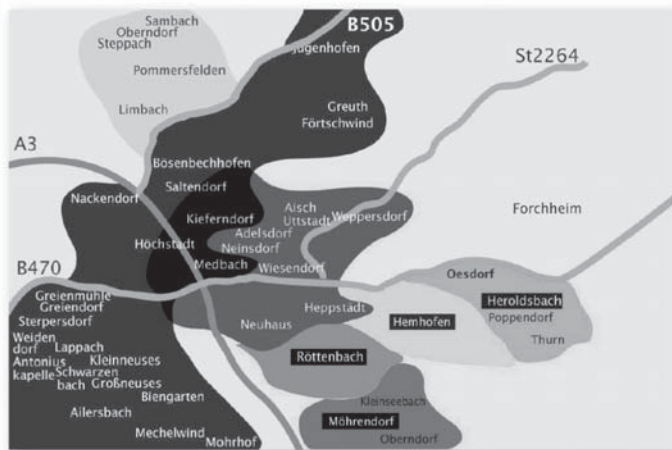 Sambach
Oberndorf
Steppach
B505
Jugenhofen
St2264
Pommersfelden
Limbach
Greuth
Förtschwind
A3
Bösenbechhofen
Saltendorf
Nackendorf
Aisch
Uttstadt
Weppersdorf
Forchheim
Kieferndorf
Adelsdorf
Höchstadt
Neinsdorf
Medbach
Wiesendorf
B470
Oesdorf
Greienmühle
Greiendorf
Heppstädt
Heroldsbach
Sterpersdorf
Neuhaus
Hemhofen
Poppendorf
Weiden
dorf
Lappach
Thurn
Antonius
kapelle
Kleinneuses
Röttenbach
Schwarzen
bach
Großneuses
Biengarten
Kleinseebach
Ailersbach
Möhrendorf
Mechelwind
Mohrhof
Oberndorf